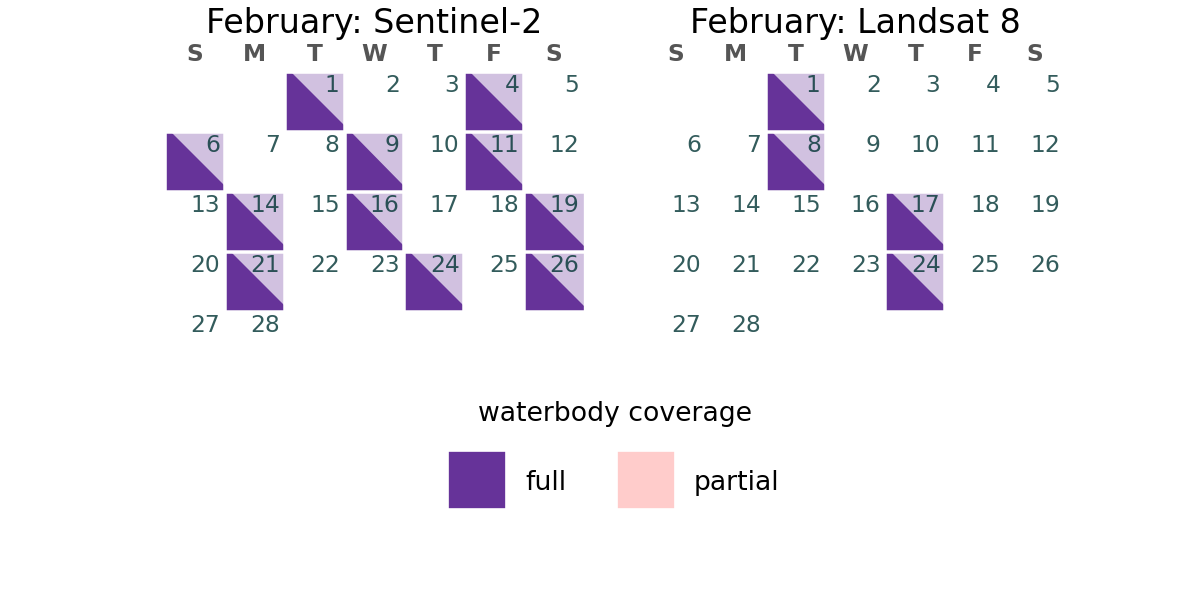 February: Sentinel-2
S M T W T F S
1 2 3 4 5
6 7 8 9 10 11 12
13 14 15 16 17 18 19
20 21 22 23 24 25 26
27 28
February: Landsat 8
S M T W T F S
1 2 3 4 5
6 7 8 9 10 11 12
13 14 15 16 17 18 19
20 21 22 23 24 25 26
27 28
waterbody coverage
full
partial